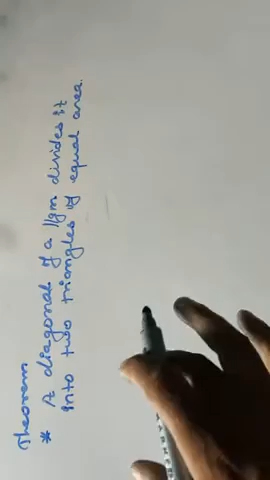 Theorem
* A diagonal of a //gm divides it
into two triangles of equal area.